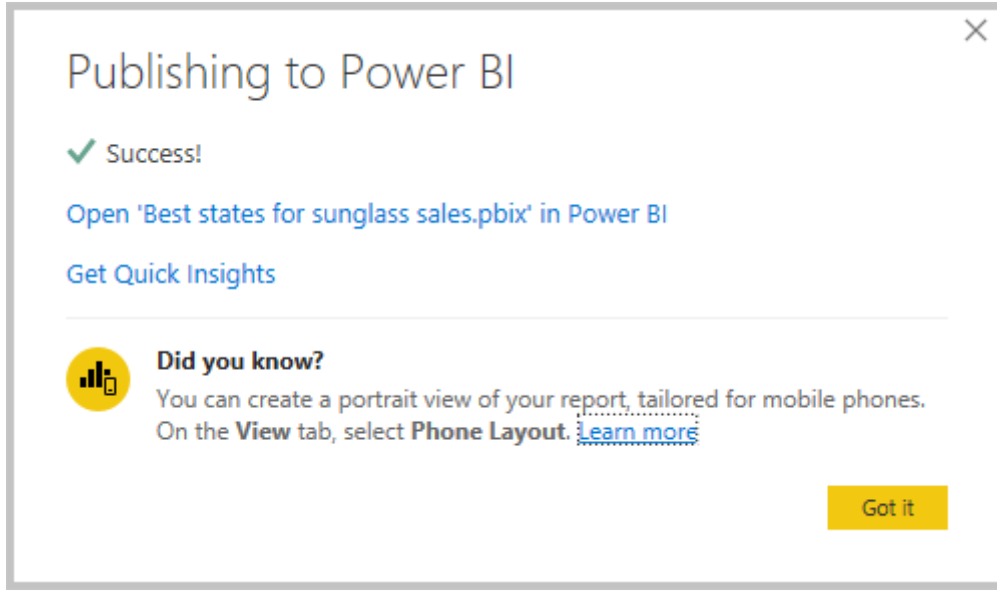 Publishing to Power BI
Success!
Open 'Best states for sunglass sales.pbix' in Power BI
Get Quick Insights
Did you know?
You can create a portrait view of your report, tailored for mobile phones.
On the View tab, select Phone Layout. Learn more
Got it